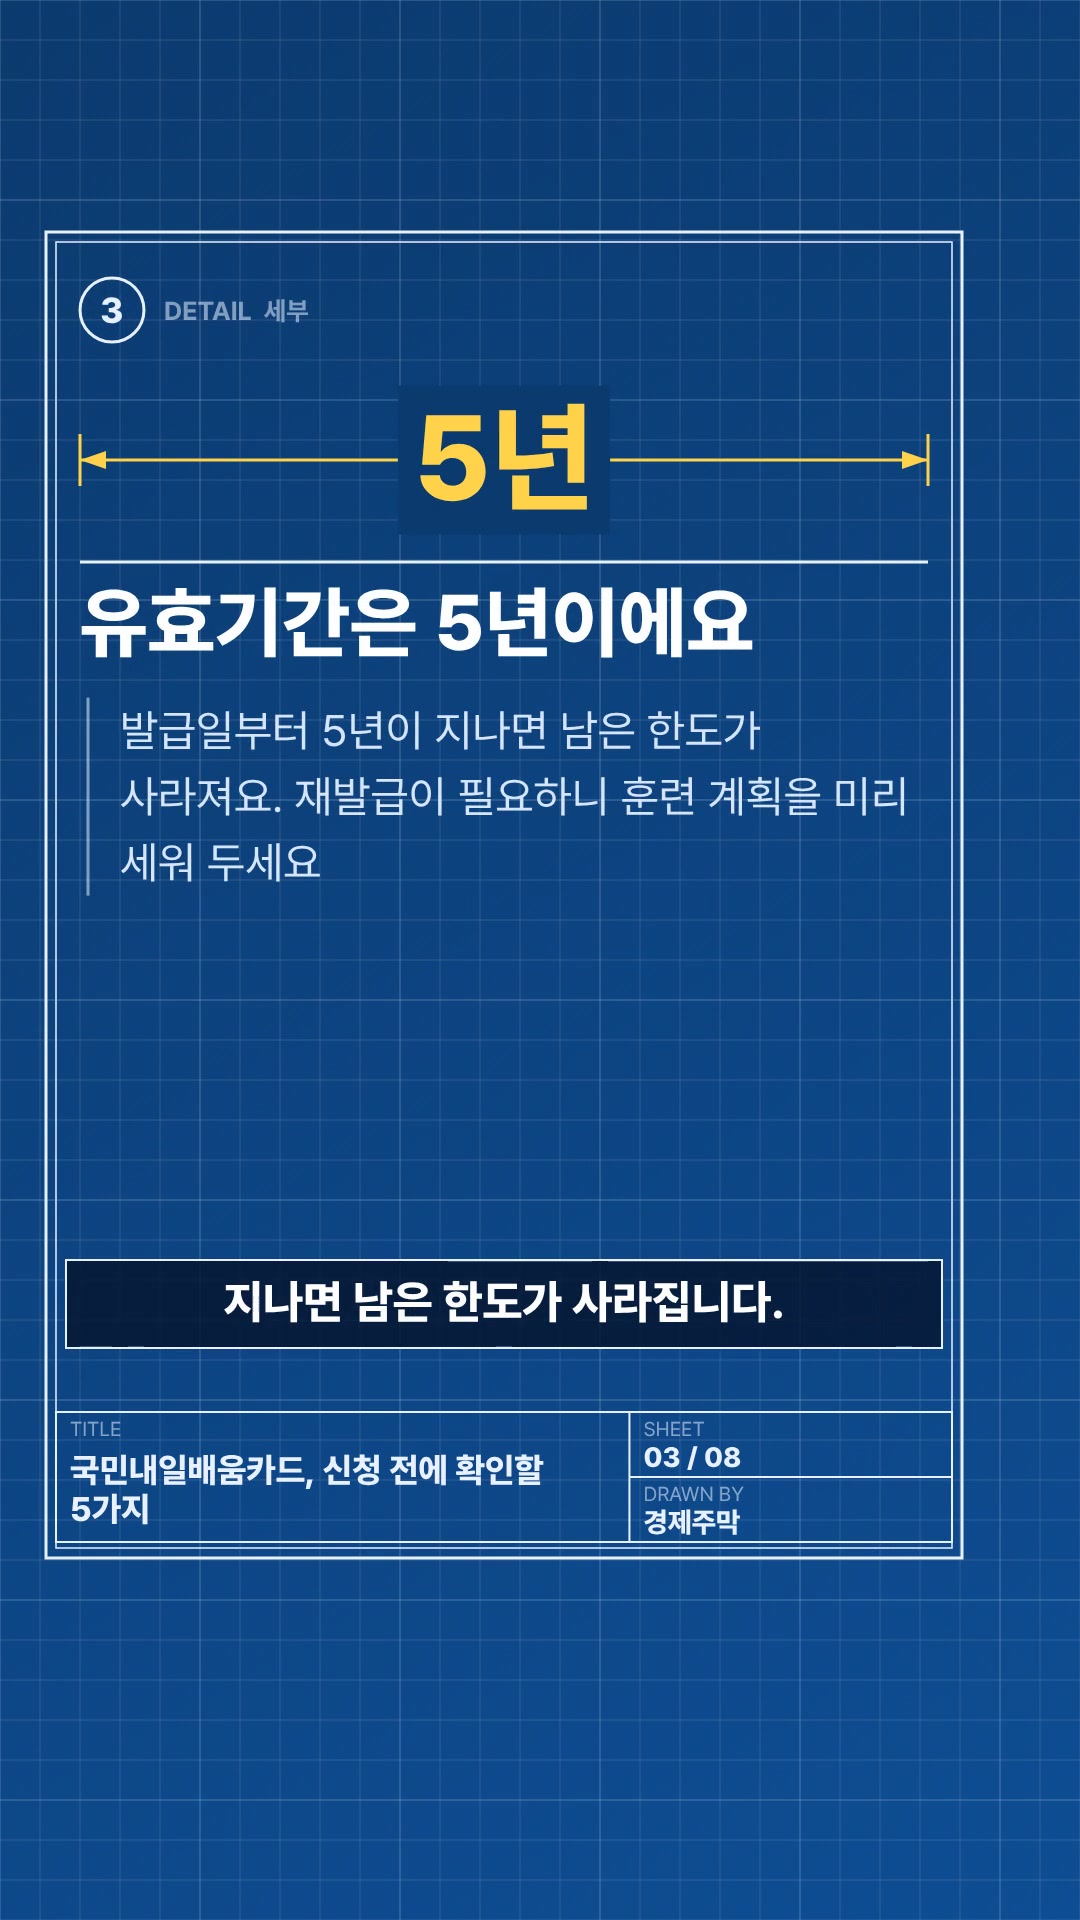 3 DETAIL 세부
5년
유효기간은 5년이에요
발급일부터 5년이 지나면 남은 한도가
사라져요. 재발급이 필요하니 훈련 계획을 미리
세워 두세요
지나면 남은 한도가 사라집니다.
TITLE
국민내일배움카드, 신청 전에 확인할
5가지
SHEET
03 / 08
DRAWN BY
경제주막